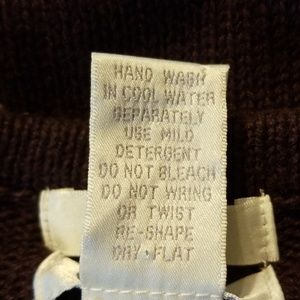 HAND WASH
IN COOL WATER
SEPARATELY
USE MILD
DETERGENT
DO NOT BLEACH
DO NOT WRING
OR TWIST
RE-SHAPE
DRY-FLAT